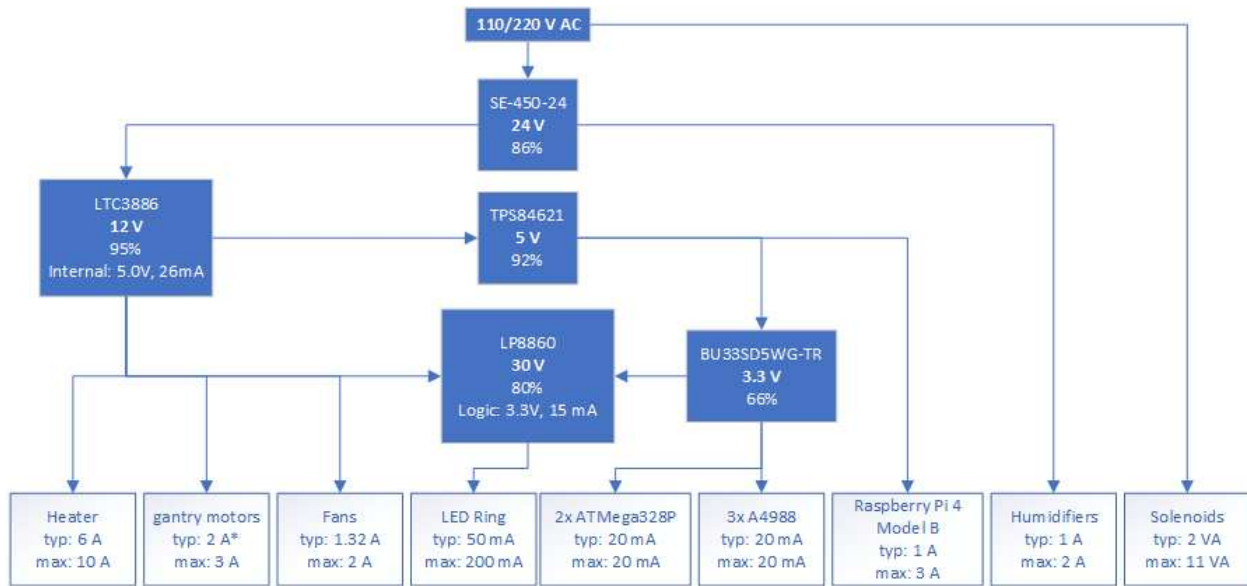 110/220 V AC
SE-450-24
24 V
86%
LTC3886
12 V
95%
Internal: 5.0V, 26mA
TPS84621
5 V
92%
LP8860
30 V
80%
Logic: 3.3V, 15 mA
BU33SD5WG-TR
3.3 V
66%
Heater
typ: 6 A
max: 10 A
gantry motors
typ: 2 A*
max: 3 A
Fans
typ: 1.32 A
max: 2 A
LED Ring
typ: 50 mA
max: 200 mA
2x ATMega328P
typ: 20 mA
max: 20 mA
3x A4988
typ: 20 mA
max: 20 mA
Raspberry Pi 4
Model B
typ: 1 A
max: 3 A
Humidifiers
typ: 1 A
max: 2 A
Solenoids
typ: 2 VA
max: 11 VA